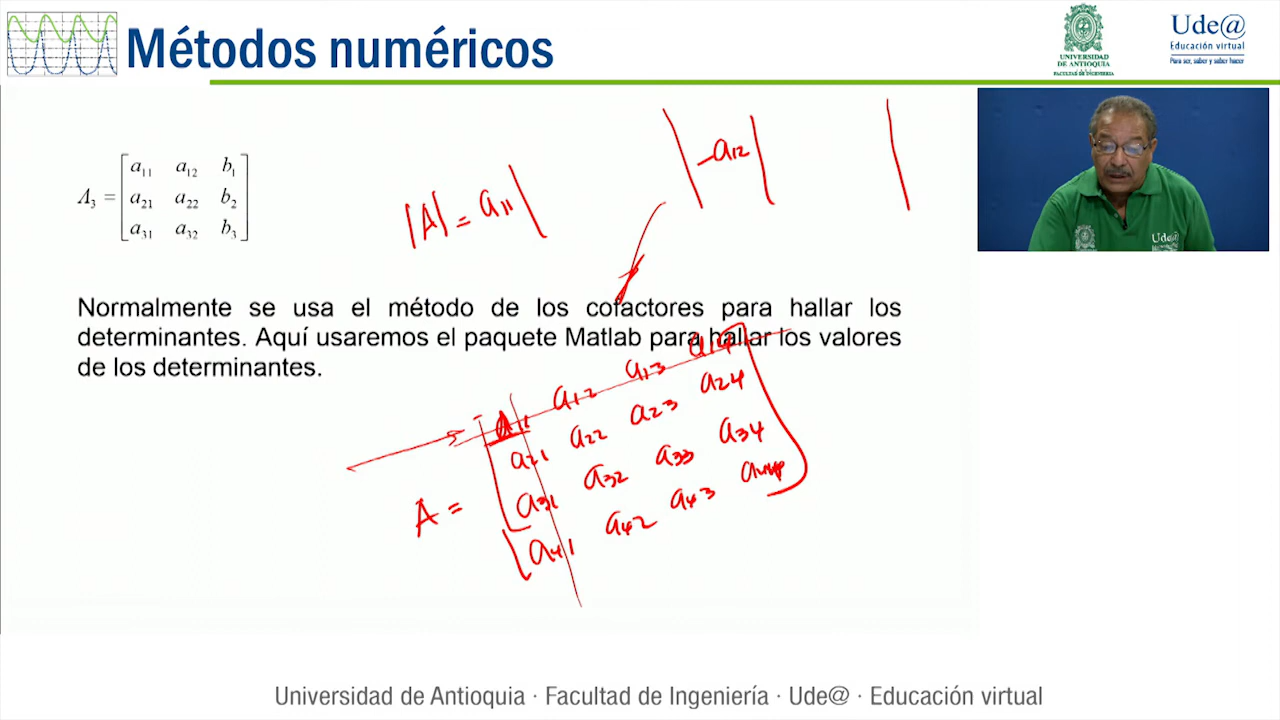 Métodos numéricos
UNIVERSIDAD
DE ANTIOQUIA
FACULTAD DE INGENIERÍA
Ude@
Educación virtual
Para ser, saber y saber hacer
a11 a12 b1
A3 = a21 a22 b2
a31 a32 b3
|A| = a11 | | -a12 | |
Normalmente se usa el método de los cofactores para hallar los
determinantes. Aquí usaremos el paquete Matlab para hallar los valores
de los determinantes.
a11 a12 a13 a14
a21 a22 a23 a24
a31 a32 a33 a34
A =
a41 a42 a43 a44
Ude@
Universidad de Antioquia · Facultad de Ingeniería · Ude@ · Educación virtual